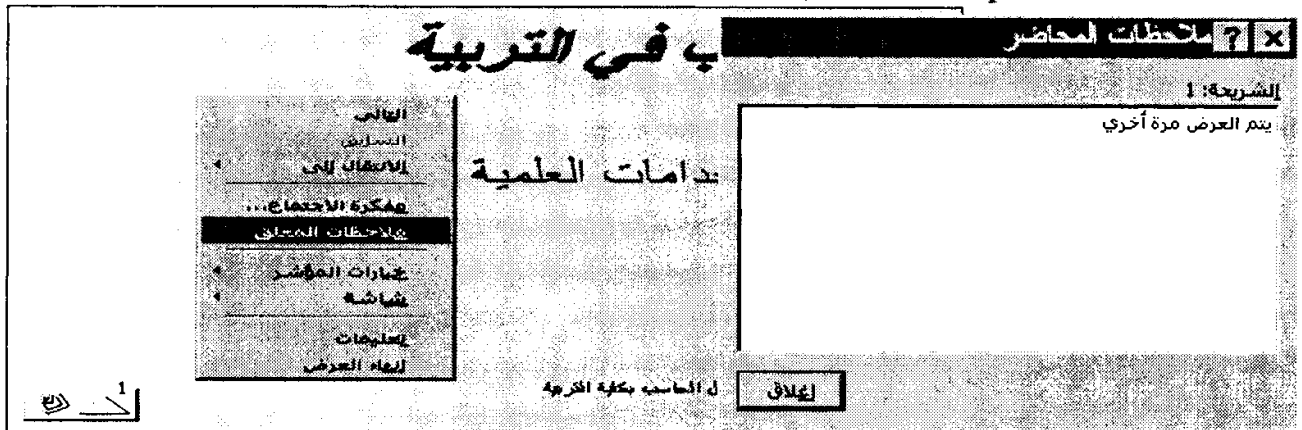 ملاحظات المحاضر
الشريحة: 1
يتم العرض مرة أخري
إغلاق
ب في التربية
دامات العلمية
ل الحاسب بكلية التربية
التالي
السابق
الانتقال إلى
مفكرة الاجتماع...
ملاحظات المعلق
خيارات المؤشر
شاشة
تعليمات
إنهاء العرض
1